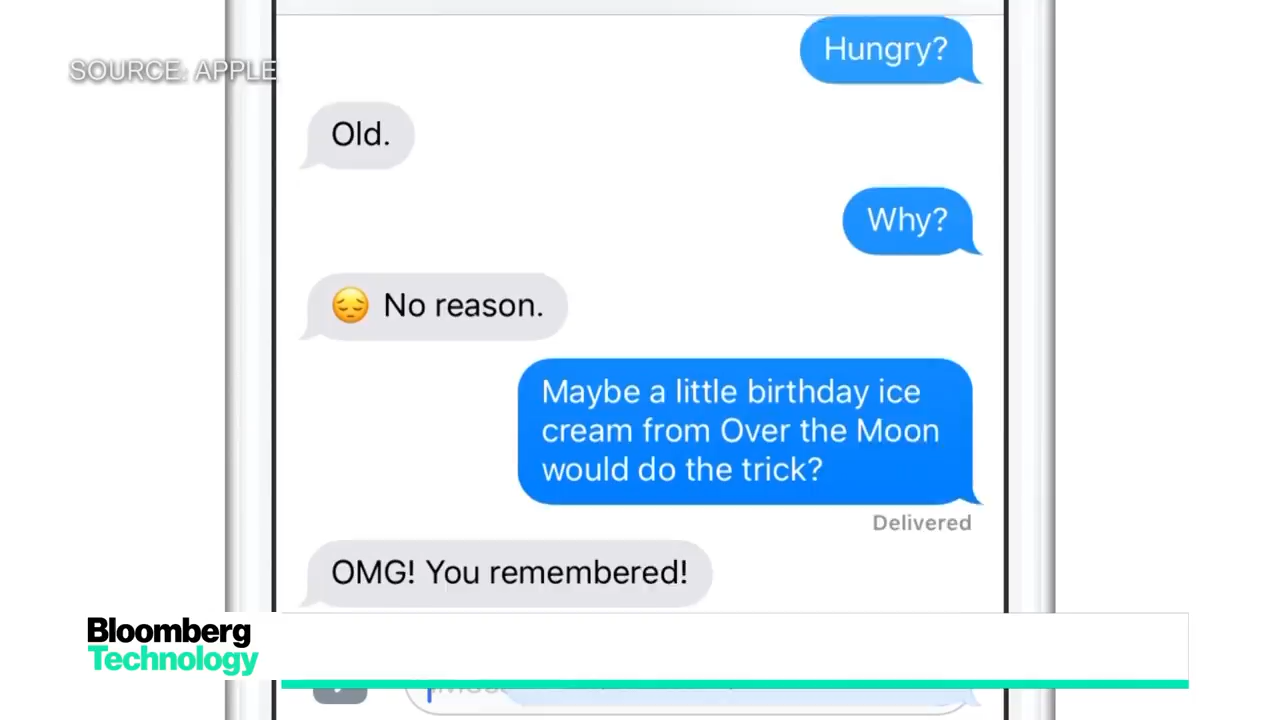 SOURCE: APPLE
Hungry?
Old.
Why?
😔 No reason.
Maybe a little birthday ice
cream from Over the Moon
would do the trick?
Delivered
OMG! You remembered!
Bloomberg
Technology